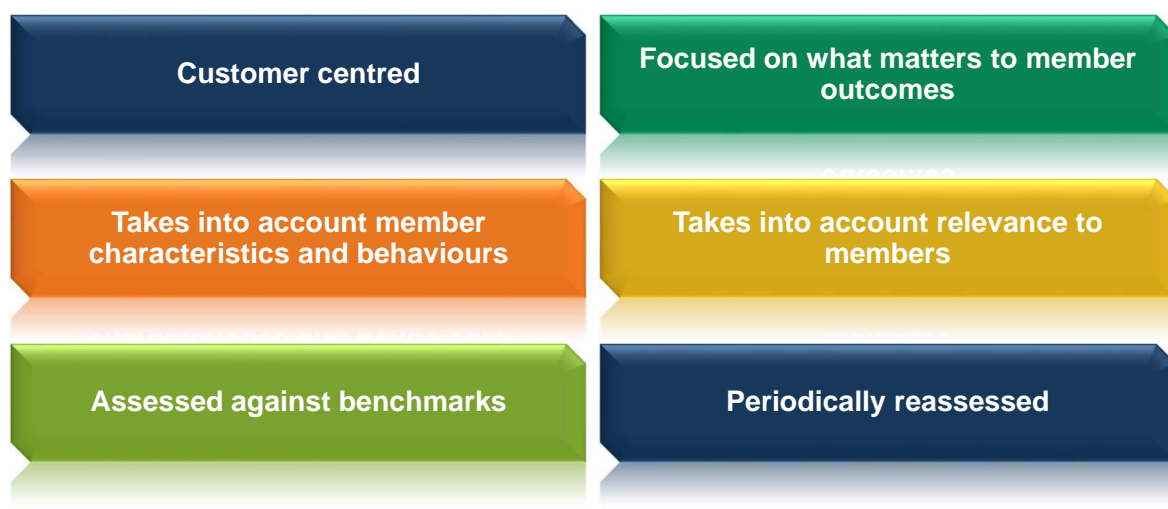 Customer centred
Focused on what matters to member
outcomes
Takes into account member
characteristics and behaviours
Takes into account relevance to
members
Assessed against benchmarks
Periodically reassessed